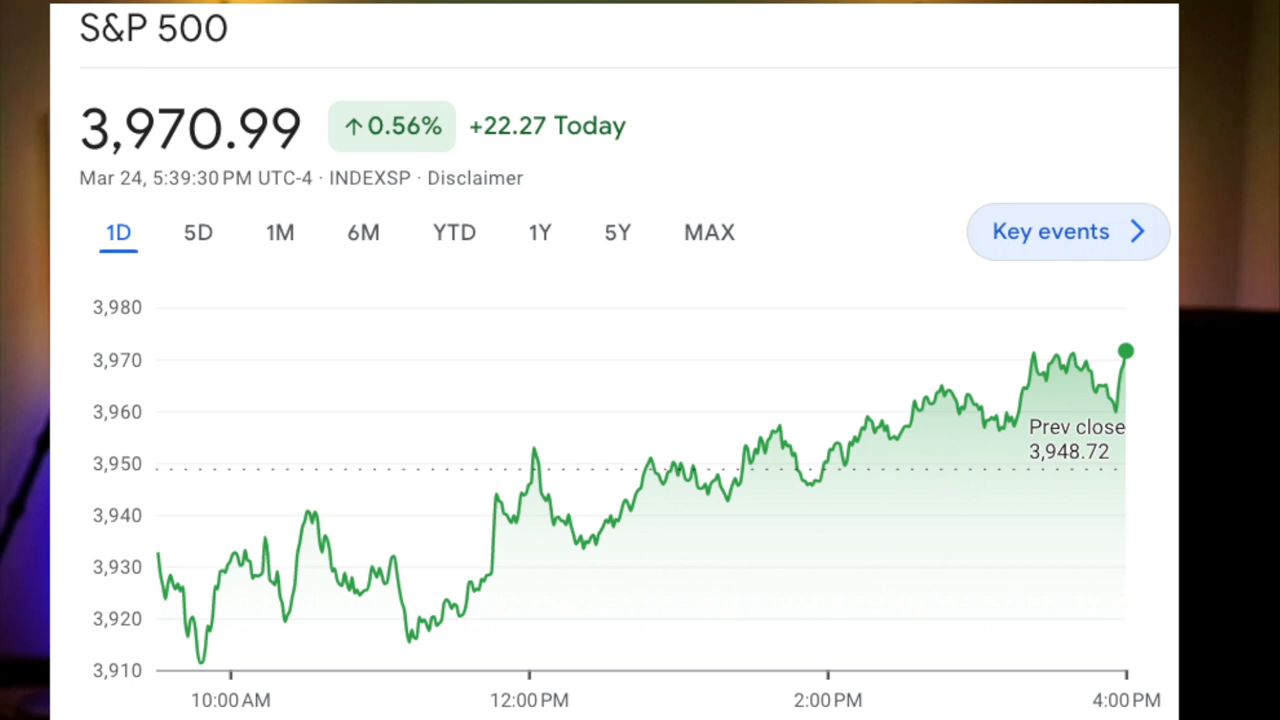 S&P 500
3,970.99 ↑ 0.56% +22.27 Today
Mar 24, 5:39:30 PM UTC-4 · INDEXSP · Disclaimer
1D 5D 1M 6M YTD 1Y 5Y MAX Key events
3,980
3,970
3,960
Prev close
3,948.72
3,950
3,940
3,930
3,920
3,910
10:00 AM 12:00 PM 2:00 PM 4:00 PM